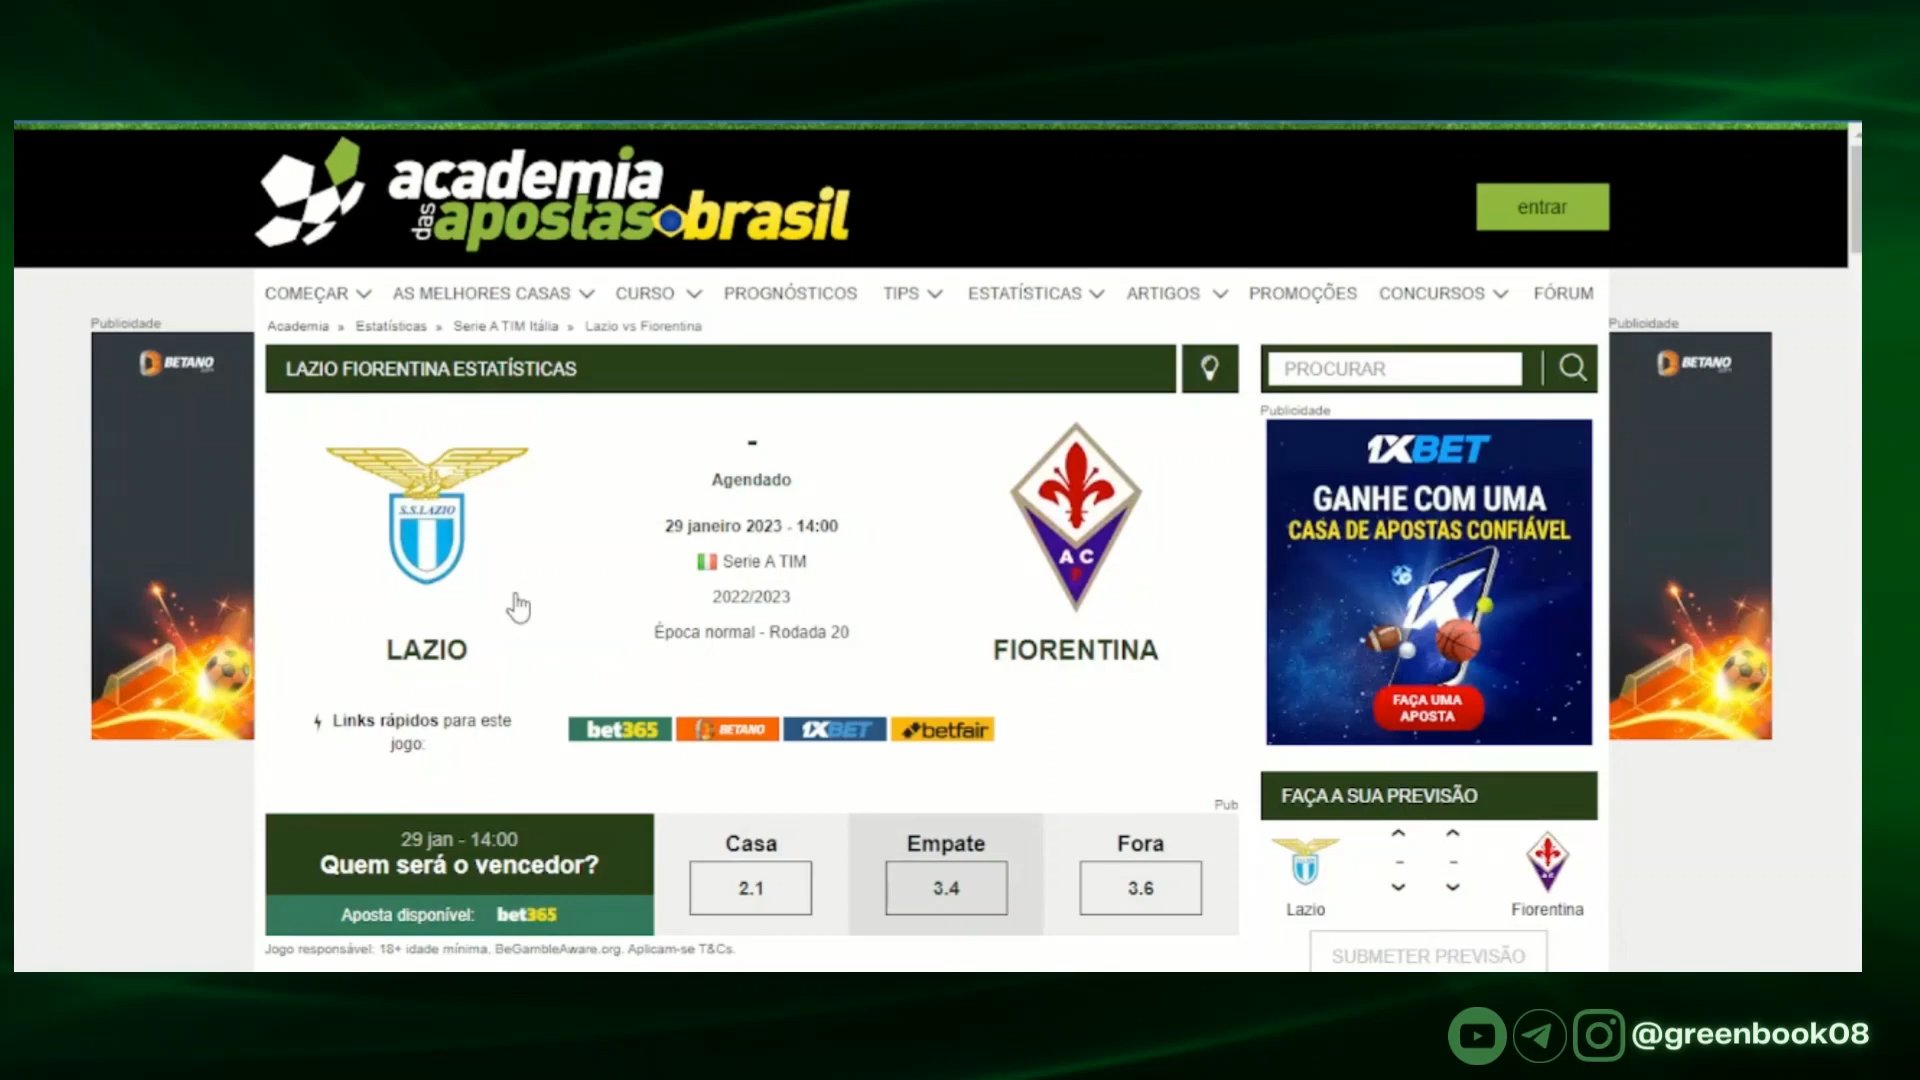 academia
das apostas brasil
entrar
COMEÇAR AS MELHORES CASAS CURSO PROGNÓSTICOS TIPS ESTATÍSTICAS ARTIGOS PROMOÇÕES CONCURSOS FÓRUM
Publicidade
Academia » Estatísticas » Serie A TIM Itália » Lazio vs Fiorentina
Publicidade
BETANO
LAZIO FIORENTINA ESTATÍSTICAS
PROCURAR
BETANO
Publicidade
-
Agendado
29 janeiro 2023 - 14:00
Serie A TIM
2022/2023
Época normal - Rodada 20
S.S.LAZIO
LAZIO
A C
F
FIORENTINA
1XBET
GANHE COM UMA
CASA DE APOSTAS CONFIÁVEL
FAÇA UMA
APOSTA
Links rápidos para este
jogo:
bet365 BETANO 1XBET betfair
Pub
29 jan - 14:00
Quem será o vencedor?
Aposta disponível: bet365
Casa
2.1
Empate
3.4
Fora
3.6
Jogo responsável: 18+ idade mínima. BeGambleAware.org. Aplicam-se T&Cs.
FAÇA A SUA PREVISÃO
- -
Lazio Fiorentina
SUBMETER PREVISÃO
@greenbook08